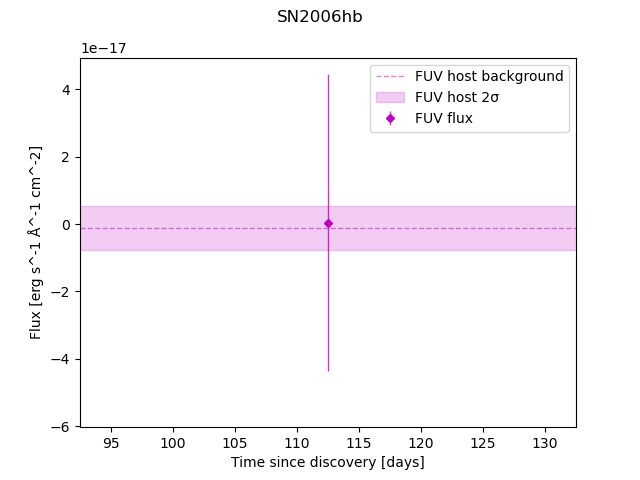 SN2006hb
1e−17
FUV host background
FUV host 2σ
FUV flux
4
2
0
−2
−4
−6
Flux [erg s^-1 Å^-1 cm^-2]
95 100 105 110 115 120 125 130
Time since discovery [days]